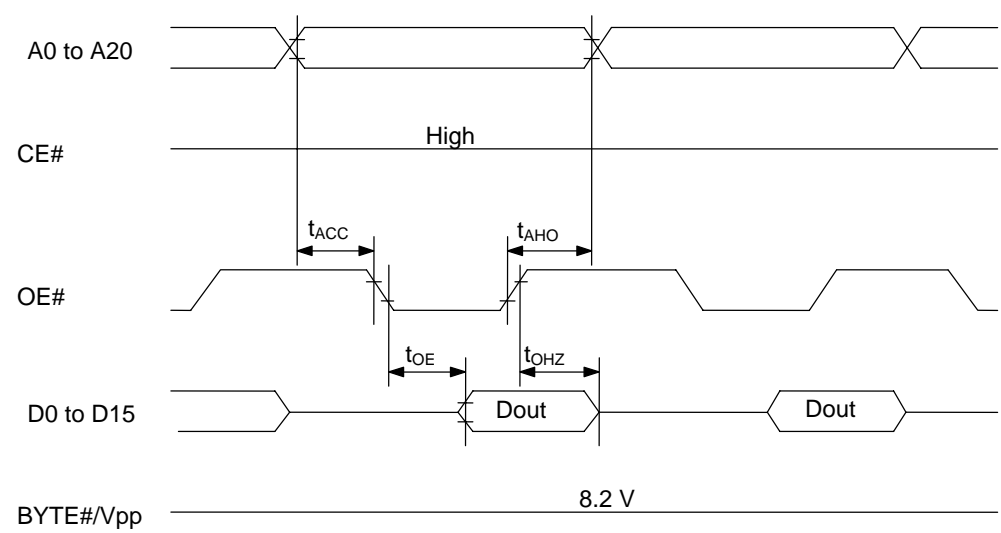 A0 to A20
High
CE#
tACC
tAHO
OE#
tOE
tOHZ
D0 to D15
Dout
Dout
8.2 V
BYTE#/Vpp